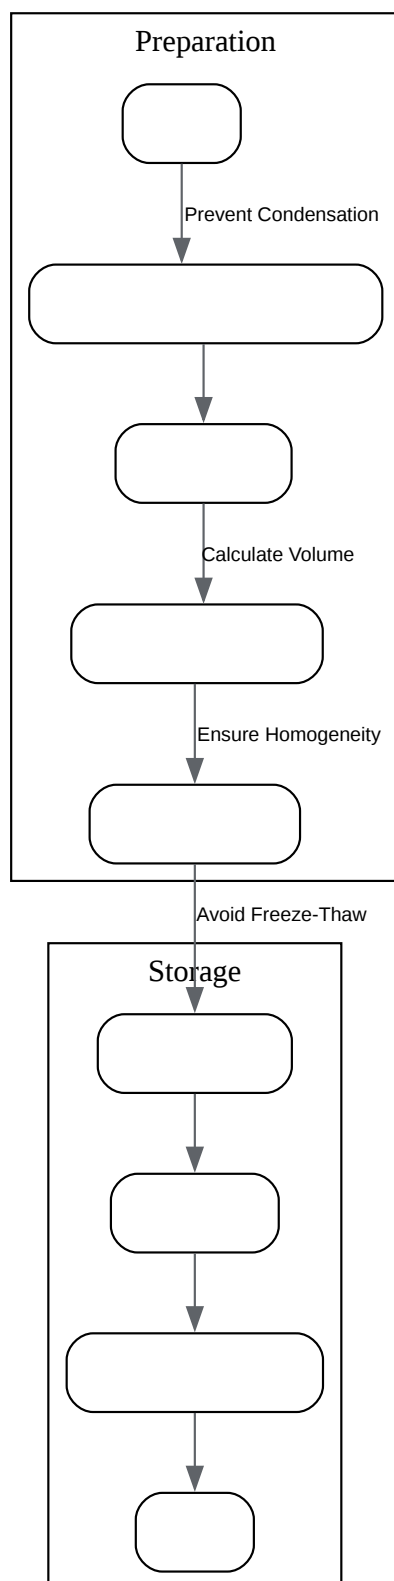 Preparation
Prevent Condensation
Calculate Volume
Ensure Homogeneity
Avoid Freeze-Thaw
Storage